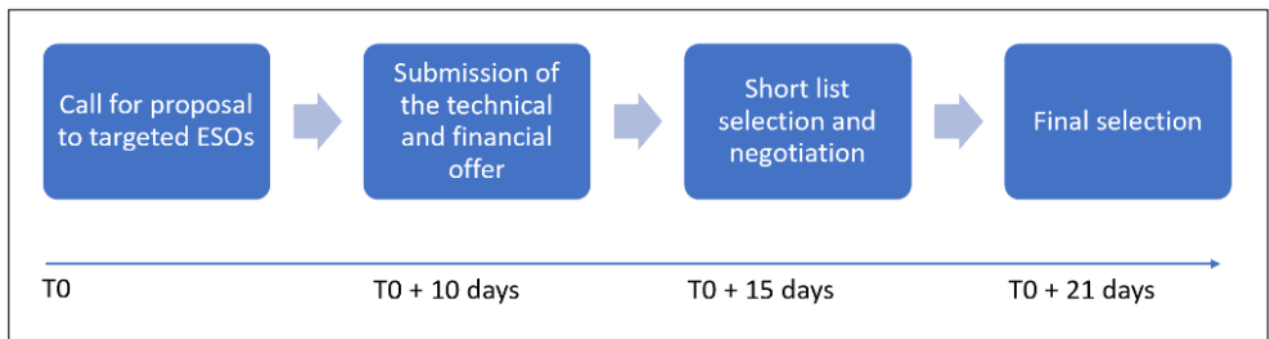 Call for proposal
to targeted ESOs
Submission of
the technical
and financial
offer
Short list
selection and
negotiation
Final selection
T0
T0 + 10 days
T0 + 15 days
T0 + 21 days